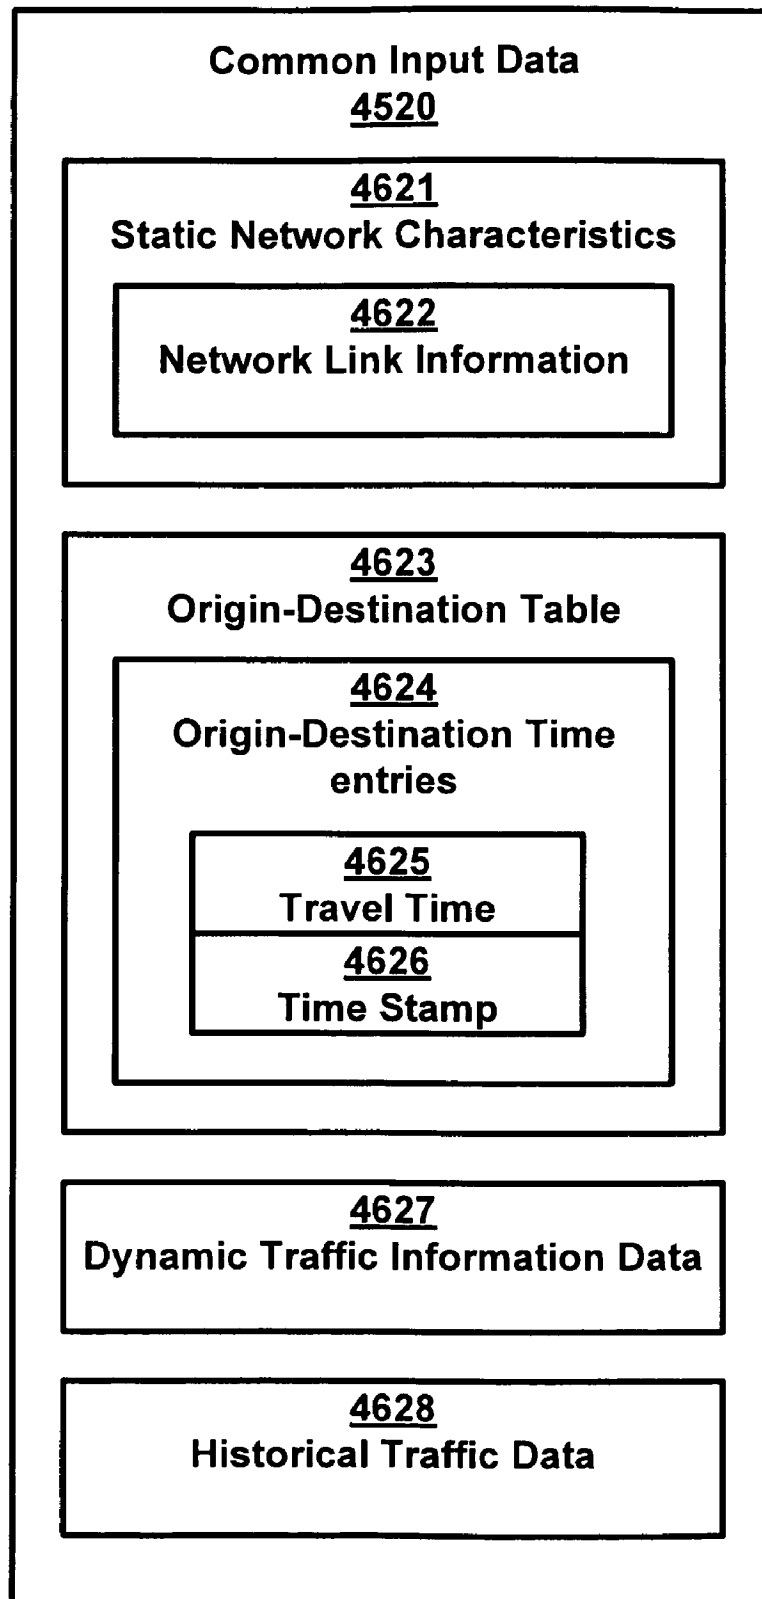 Common Input Data
4520
4621
Static Network Characteristics
4622
Network Link Information
4623
Origin-Destination Table
4624
Origin-Destination Time
entries
4625
Travel Time
4626
Time Stamp
4627
Dynamic Traffic Information Data
4628
Historical Traffic Data